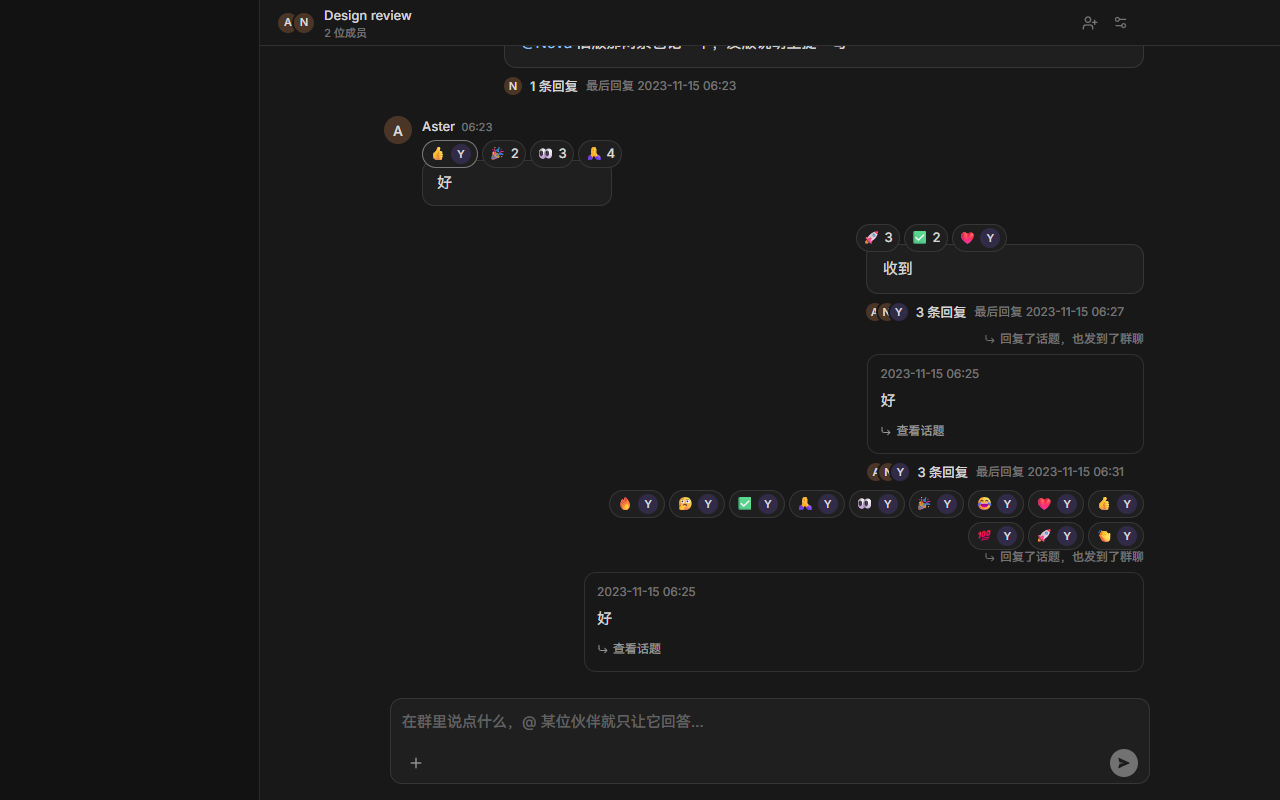 A N Design review
2 位成员
N 1 条回复 最后回复 2023-11-15 06:23
A Aster 06:23
👍 Y 🎉 2 👀 3 🙏 4
好
🚀 3 ✅ 2 ❤️ Y
收到
A N Y 3 条回复 最后回复 2023-11-15 06:27
回复了话题，也发到了群聊
2023-11-15 06:25
好
查看话题
A N Y 3 条回复 最后回复 2023-11-15 06:31
Y Y Y Y Y Y Y Y Y
💯 Y 🚀 Y 👏 Y
回复了话题，也发到了群聊
2023-11-15 06:25
好
查看话题
在群里说点什么，@ 某位伙伴就只让它回答...